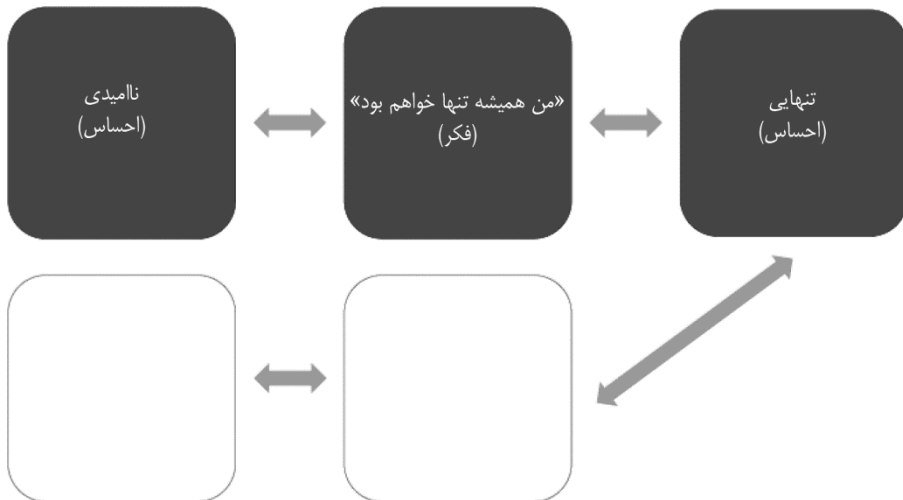 تنهایی
(احساس)
«من همیشه تنها خواهم بود»
(فکر)
ناامیدی
(احساس)